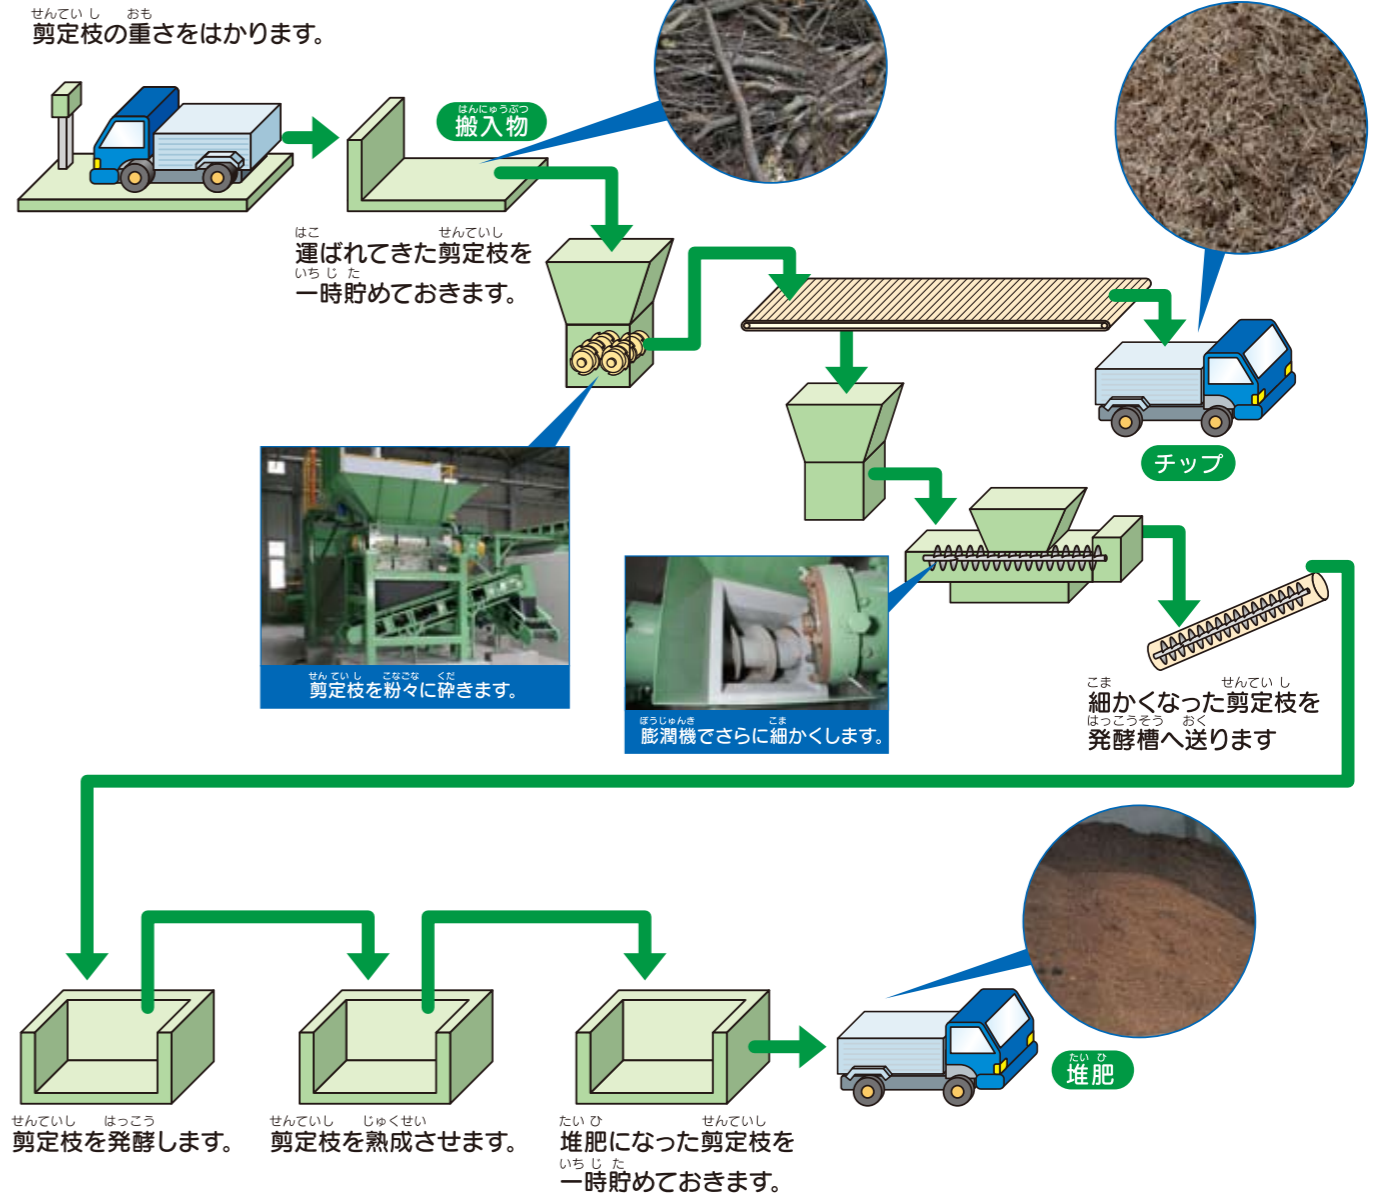 せんてい し おも
剪定枝の重さをはかります。
はんにゅうぶつ
搬入物
はこ せんていし
運ばれてきた剪定枝を
いち じ た
一時貯めておきます。
チップ
せん てい し こなごな くだ
剪定枝を粉々に砕きます。
ぼうじゅんき こま
膨潤機でさらに細かくします。
こま せんてい し
細かくなった剪定枝を
はっこうそう おく
発酵槽へ送ります
せんていし はっこう
剪定枝を発酵します。
せんていし じゅくせい
剪定枝を熟成させます。
たい ひ せんていし
堆肥になった剪定枝を
いち じ た
一時貯めておきます。
たい ひ
堆肥